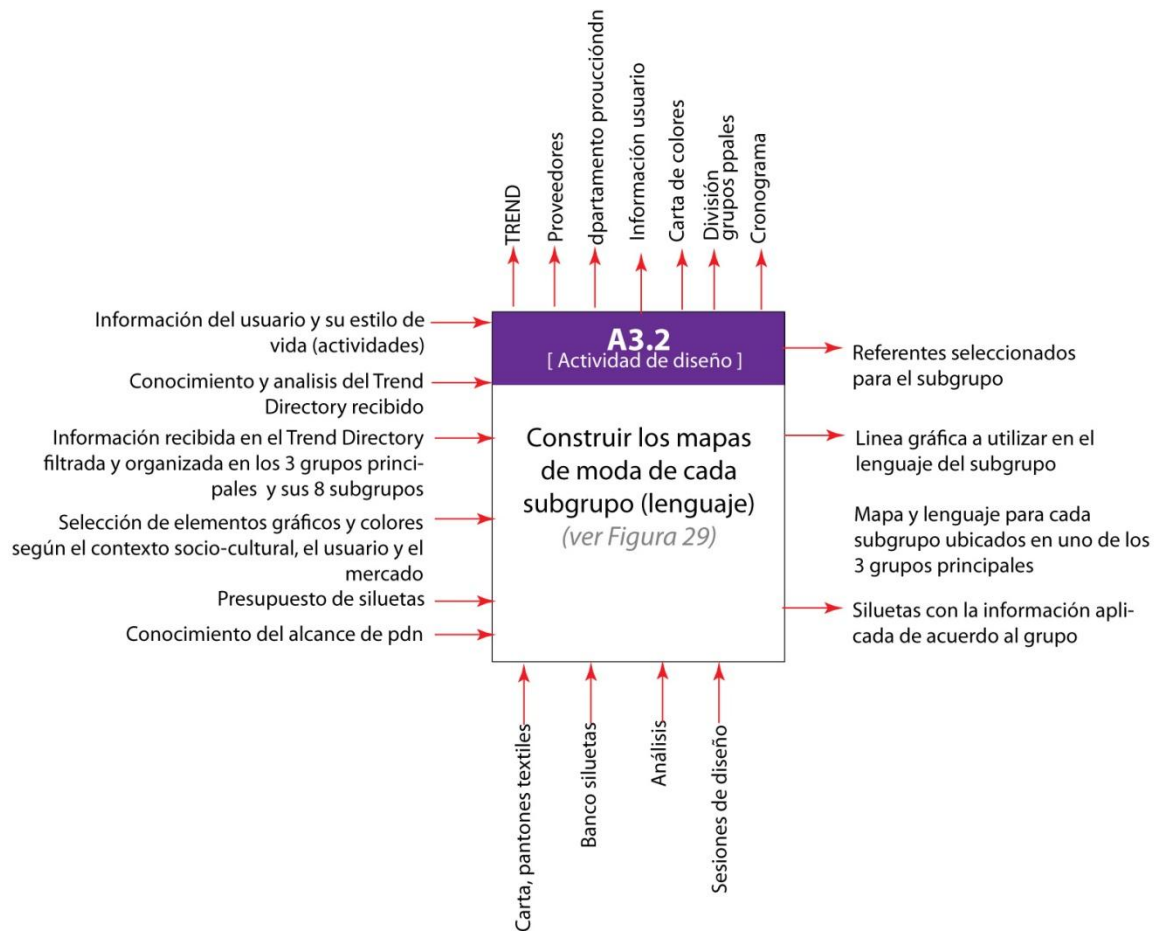 TREND
Proveedores
dpartamento prouccióndn
Información usuario
Carta de colores
División
grupos ppales
Cronograma
Información del usuario y su estilo de
vida (actividades)
Conocimiento y analisis del Trend
Directory recibido
Información recibida en el Trend Directory
filtrada y organizada en los 3 grupos princi-
pales y sus 8 subgrupos
Selección de elementos gráficos y colores
según el contexto socio-cultural, el usuario y el
mercado
Presupuesto de siluetas
Conocimiento del alcance de pdn
A3.2
[ Actividad de diseño ]
Construir los mapas
de moda de cada
subgrupo (lenguaje)
(ver Figura 29)
Referentes seleccionados
para el subgrupo
Linea gráfica a utilizar en el
lenguaje del subgrupo
Mapa y lenguaje para cada
subgrupo ubicados en uno de los
3 grupos principales
Siluetas con la información apli-
cada de acuerdo al grupo
Carta, pantones textiles
Banco siluetas
Análisis
Sesiones de diseño